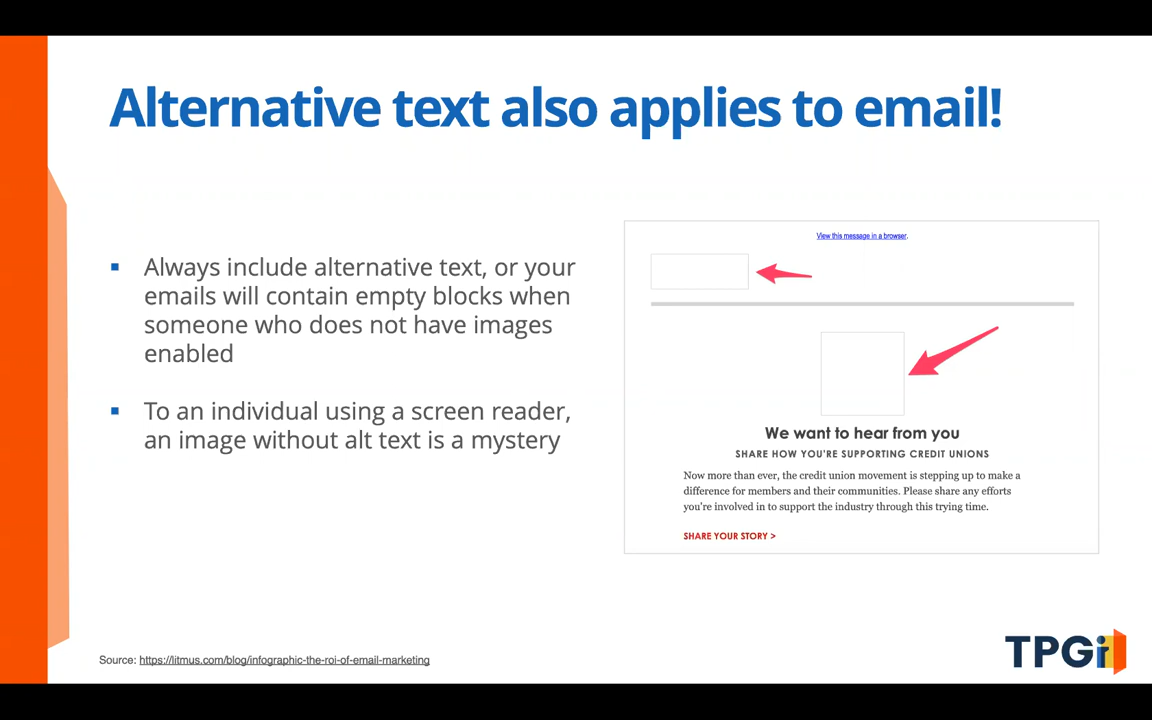 Alternative text also applies to email!
Always include alternative text, or your
emails will contain empty blocks when
someone who does not have images
enabled
To an individual using a screen reader,
an image without alt text is a mystery
View this message in a browser.
We want to hear from you
SHARE HOW YOU'RE SUPPORTING CREDIT UNIONS
Now more than ever, the credit union movement is stepping up to make a
difference for members and their communities. Please share any efforts
you're involved in to support the industry through this trying time.
SHARE YOUR STORY >
Source: https://litmus.com/blog/infographic-the-roi-of-email-marketing
TPGi